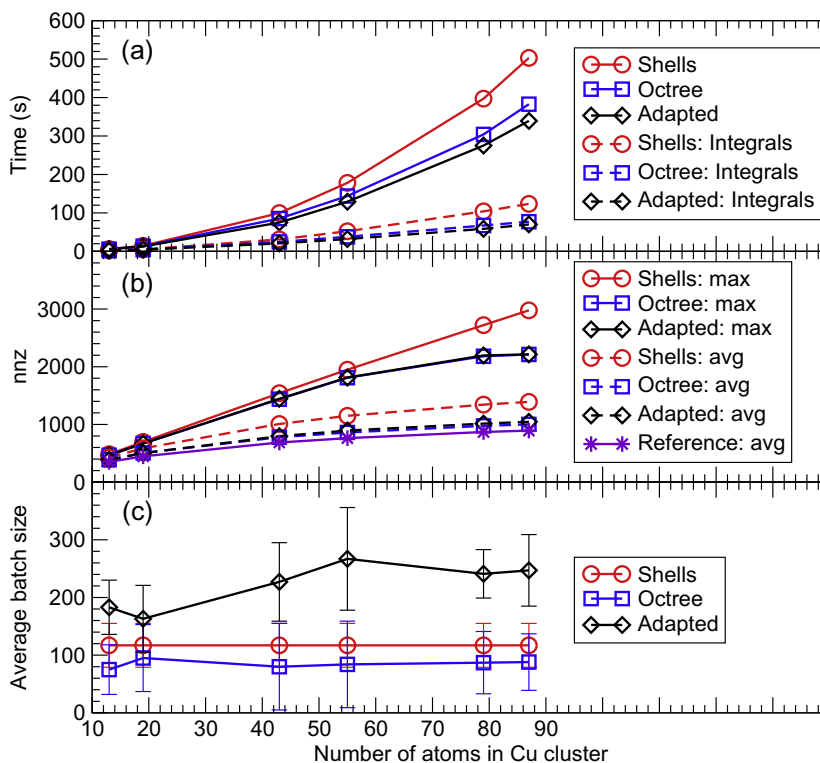 (a)
600
500
400
300
200
100
0
Time (s)
Shells
Octree
Adapted
Shells: Integrals
Octree: Integrals
Adapted: Integrals
(b)
3000
2000
1000
0
nnz
Shells: max
Octree: max
Adapted: max
Shells: avg
Octree: avg
Adapted: avg
Reference: avg
(c)
300
200
100
0
Average batch size
Shells
Octree
Adapted
10 20 30 40 50 60 70 80 90
Number of atoms in Cu cluster